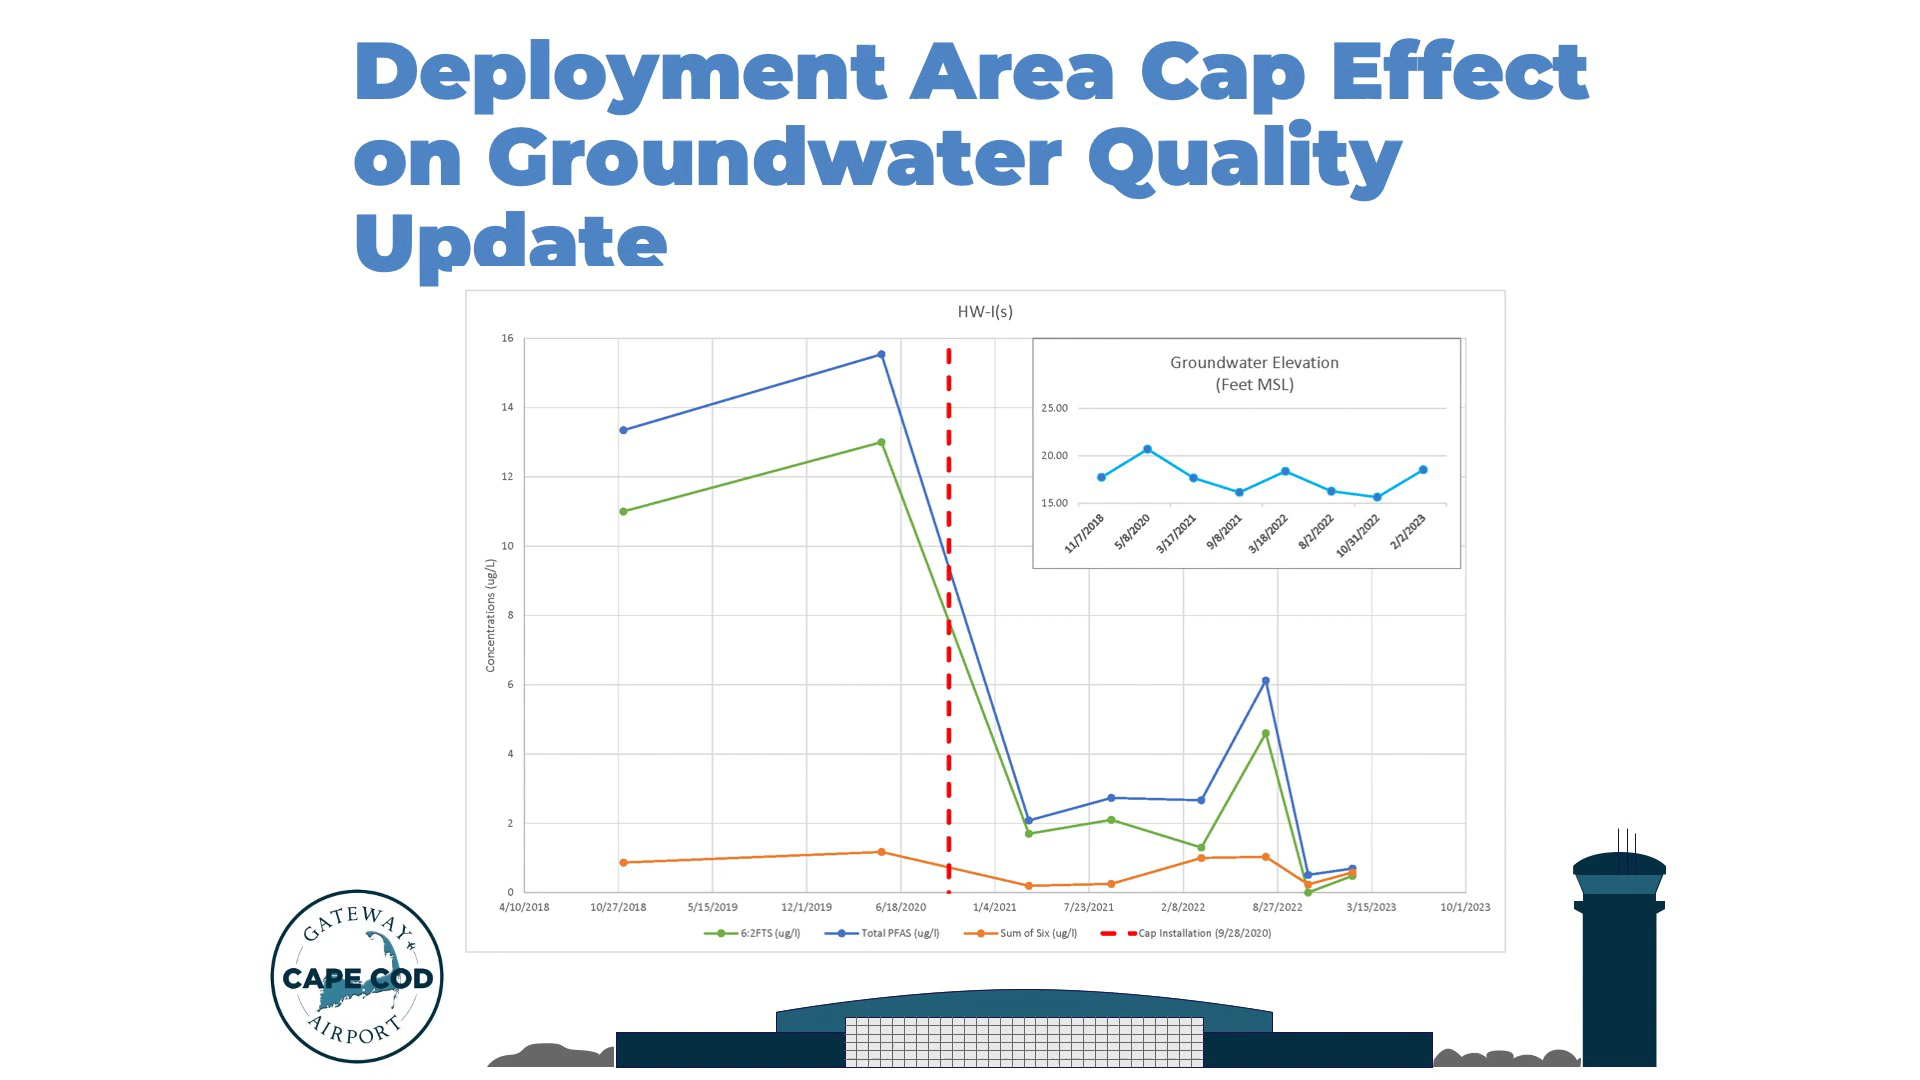 Deployment Area Cap Effect
on Groundwater Quality
Update
HW-I(s)
Concentrations (ug/L)
16
14
12
10
8
6
4
2
0
4/10/2018 10/27/2018 5/15/2019 12/1/2019 6/18/2020 1/4/2021 7/23/2021 2/8/2022 8/27/2022 3/15/2023 10/1/2023
Groundwater Elevation
(Feet MSL)
25.00
20.00
15.00
11/7/2018 5/8/2020 3/17/2021 9/8/2021 3/18/2022 8/2/2022 10/31/2022 2/2/2023
6:2FTS (ug/l) Total PFAS (ug/l) Sum of Six (ug/l) Cap Installation (9/28/2020)
GATEWAY
CAPE COD
AIRPORT